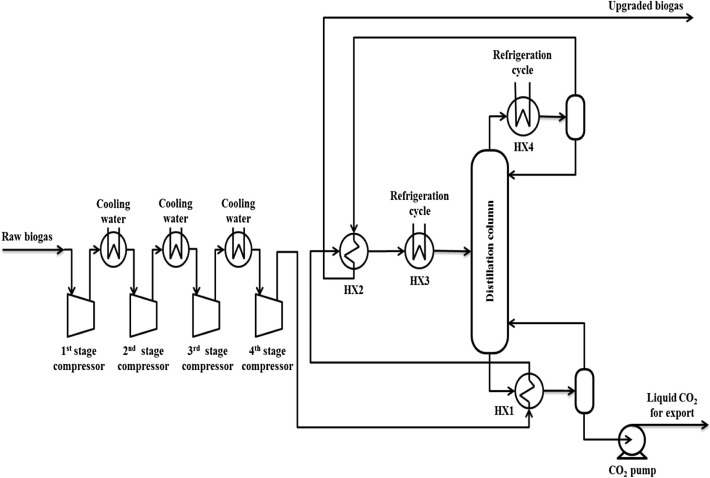 Upgraded biogas
Refrigeration
cycle
HX4
Cooling
water
Cooling
water
Cooling
water
Refrigeration
cycle
Raw biogas
HX2
HX3
Distillation column
1st stage
compressor
2nd stage
compressor
3rd stage
compressor
4th stage
compressor
HX1
Liquid CO2
for export
CO2 pump